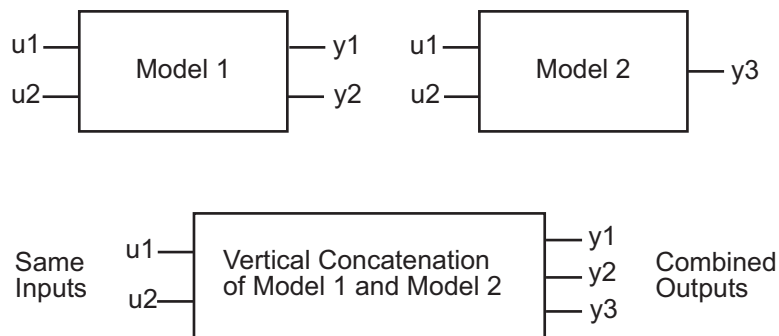 u1
u2
Model 1
y1
y2
u1
u2
Model 2
y3
Same
Inputs
u1
u2
Vertical Concatenation
of Model 1 and Model 2
y1
y2
y3
Combined
Outputs